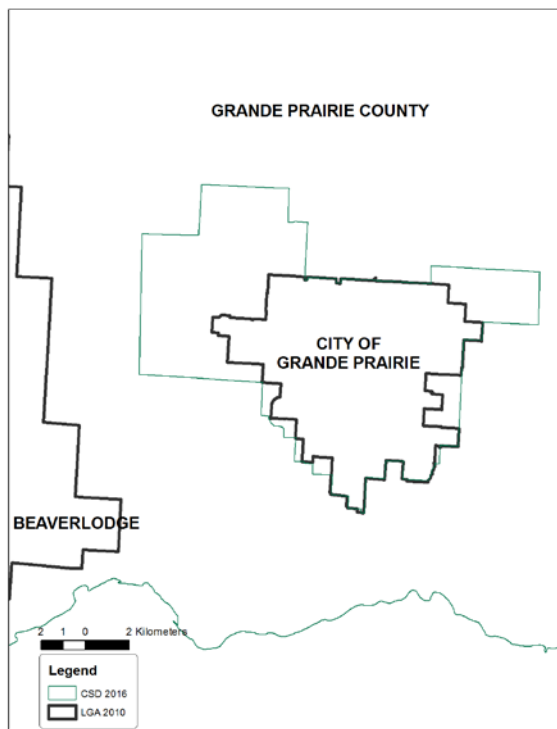 GRANDE PRAIRIE COUNTY
CITY OF
GRANDE PRAIRIE
BEAVERLODGE
2 1 0 2 Kilometers
Legend
CSD 2016
LGA 2010